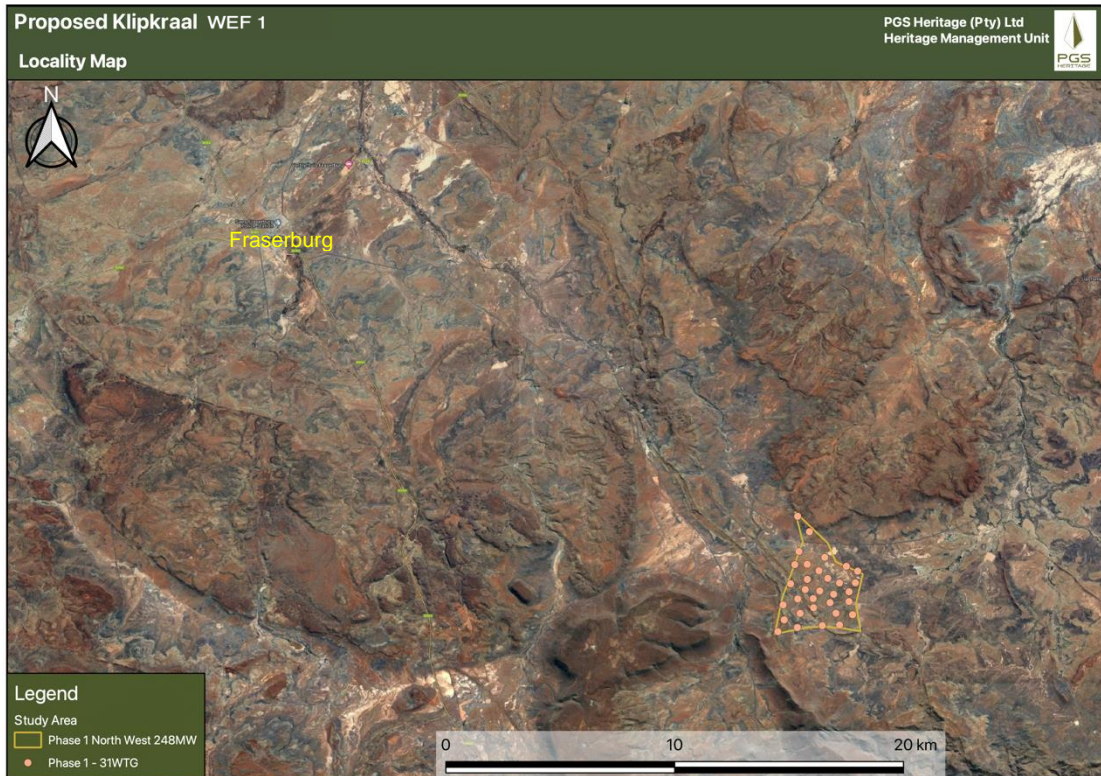 Proposed Klipkraal WEF 1
Locality Map
PGS Heritage (Pty) Ltd
Heritage Management Unit
PGS
HERITAGE
N
Fraserburg
Legend
Study Area
Phase 1 North West 248MW
Phase 1 - 31WTG
0 10 20 km